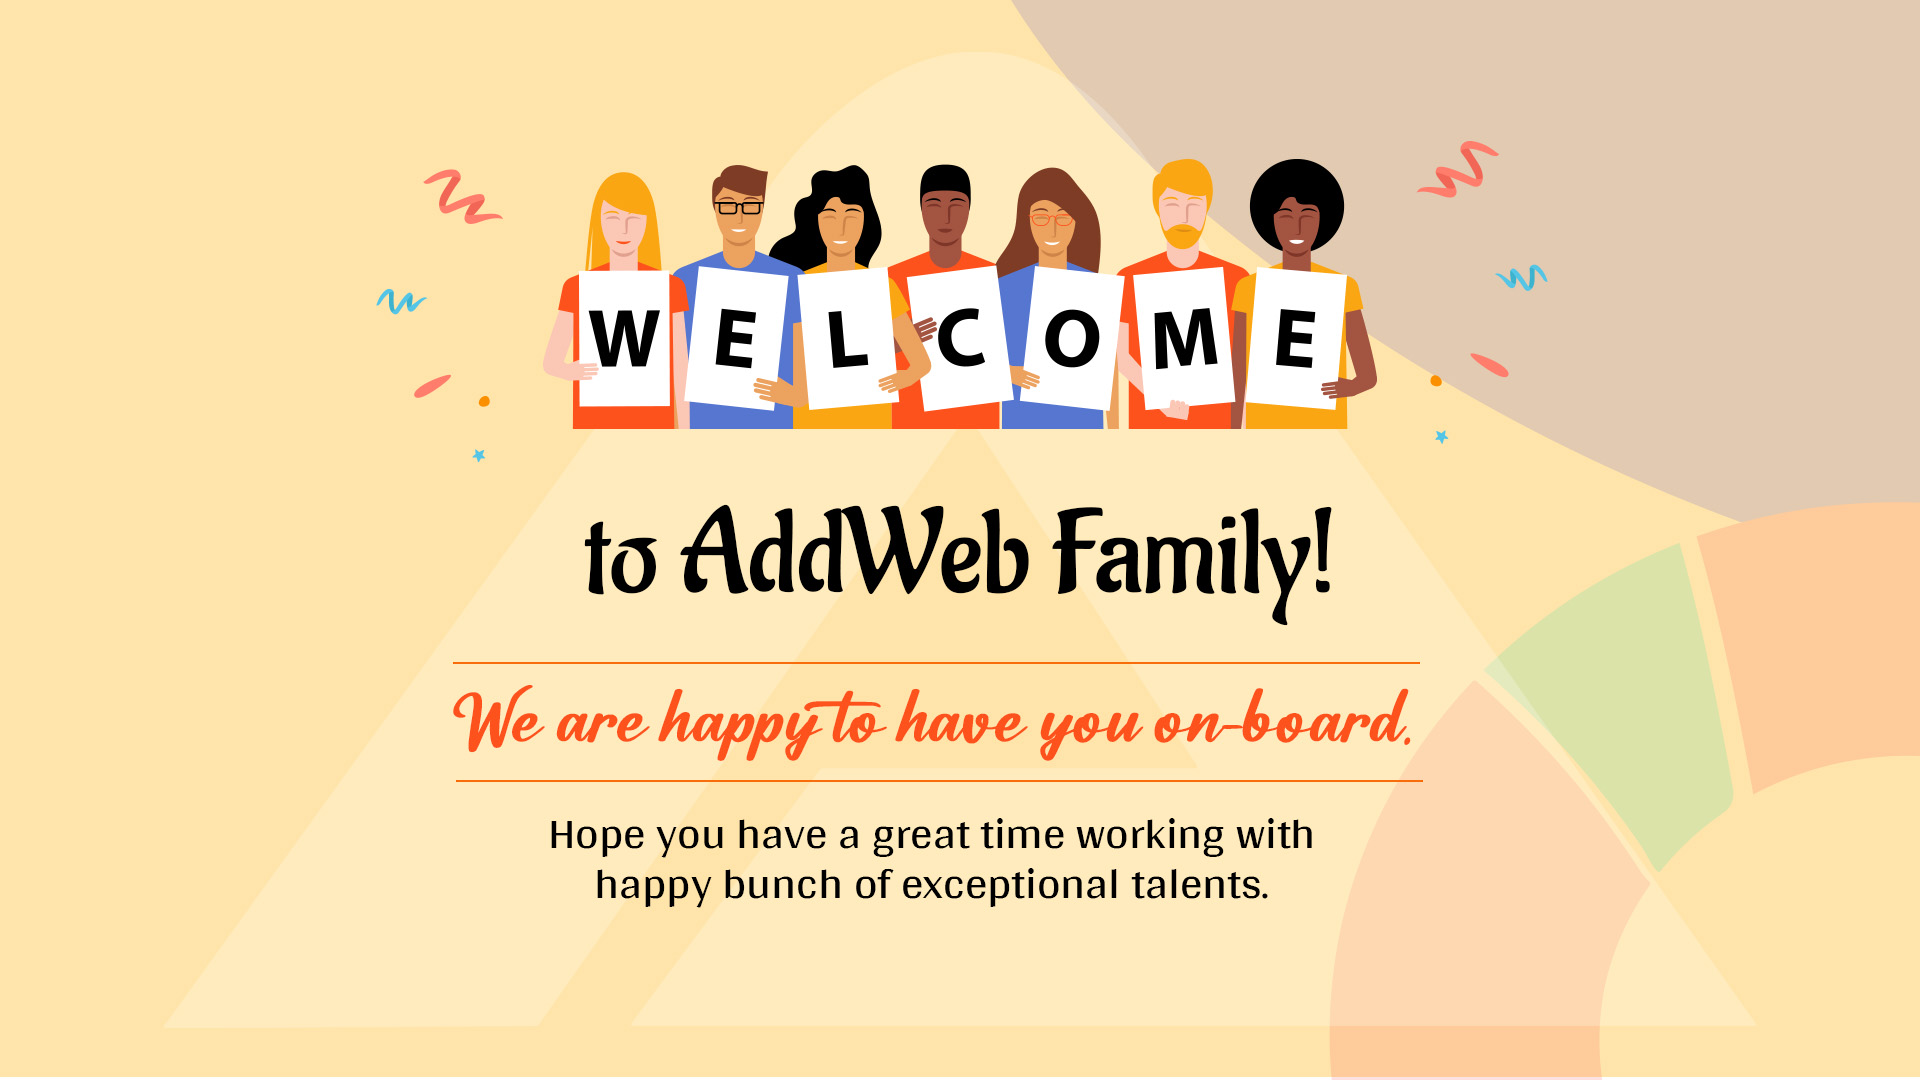 WELCOME
to AddWeb Family!
We are happy to have you on-board.
Hope you have a great time working with
happy bunch of exceptional talents.